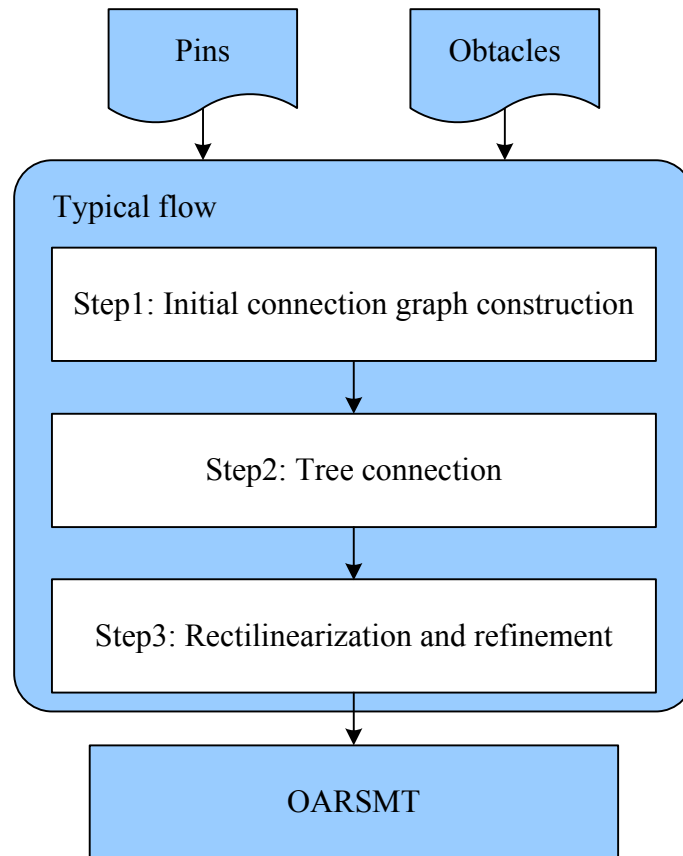 Pins
Obtacles
Typical flow
Step1: Initial connection graph construction
Step2: Tree connection
Step3: Rectilinearization and refinement
OARSMT